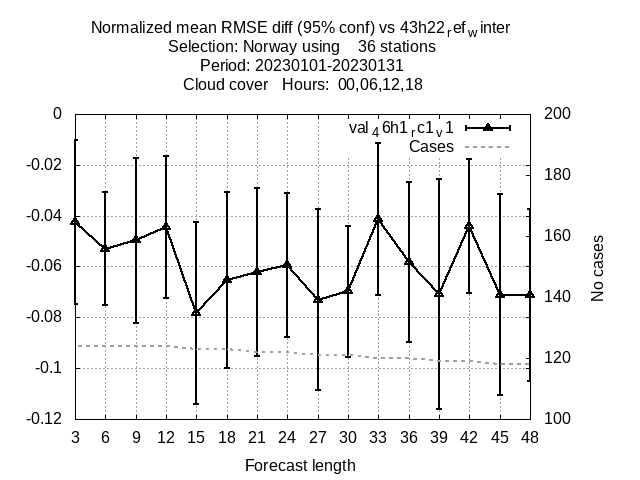 Normalized mean RMSE diff (95% conf) vs 43h22refwinter
Selection: Norway using    36 stations
Period: 20230101-20230131
Cloud cover   Hours:  00,06,12,18
0
-0.02
-0.04
-0.06
-0.08
-0.1
-0.12
val46h1rc1v1
Cases
200
180
160
140
120
100
No cases
3 6 9 12 15 18 21 24 27 30 33 36 39 42 45 48
Forecast length